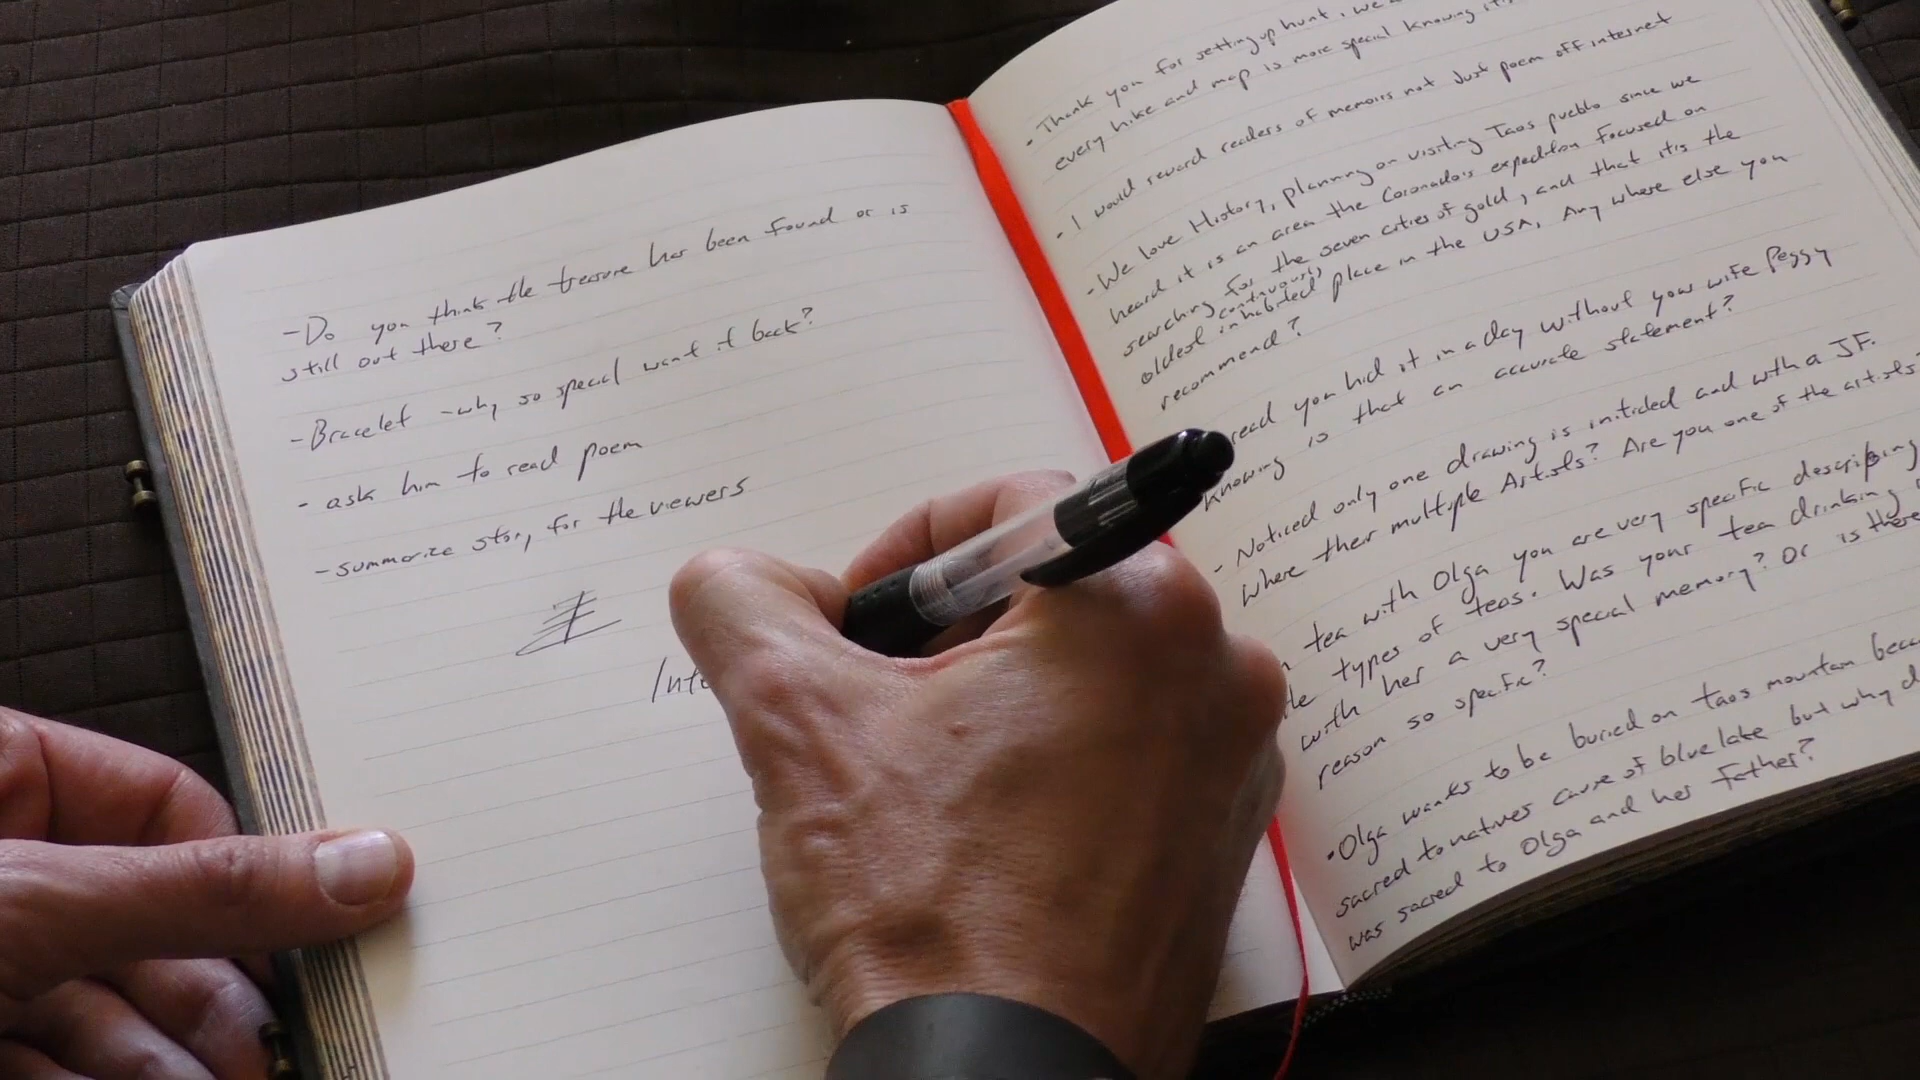 -Do you think the treasure has been found or is
still out there?
-Bracelet -why so special want it back?
- ask him to read poem
-summarize story for the viewers
Inte
• Thank you for setting up hunt, we
every hike and map is more special knowing it's
• I would reward readers of memoirs not Just poem off internet
- We love History, planning on visiting Taos pueblo since we
heard it is an area the Coronado's expedition focused on
searching for the seven cities of gold, and that it is the
continuously
oldest inhabited place in the USA. Any where else you
recommend?
read you hid it in a day without your wife Peggy
knowing is that an accurate statement?
- Noticed only one drawing is initialed and with a JF.
Where their multiple Artists? Are you one of the artists?
tea with Olga you are very specific describing
the types of teas. Was your tea drinking
with her a very special memory? Or is there
reason so specific?
• Olga wants to be buried on taos mountain beca
sacred to natives cause of blue lake but why d
was sacred to Olga and her father?